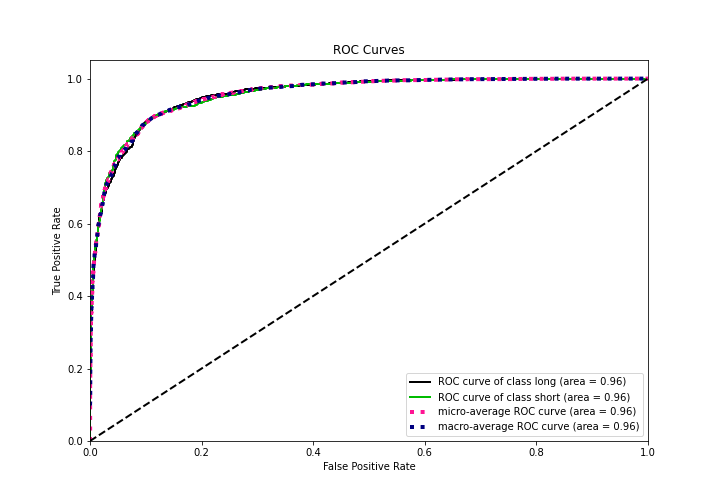 ROC Curves
1.0
0.8
0.6
0.4
0.2
0.0
True Positive Rate
ROC curve of class long (area = 0.96)
ROC curve of class short (area = 0.96)
micro-average ROC curve (area = 0.96)
macro-average ROC curve (area = 0.96)
0.0 0.2 0.4 0.6 0.8 1.0
False Positive Rate